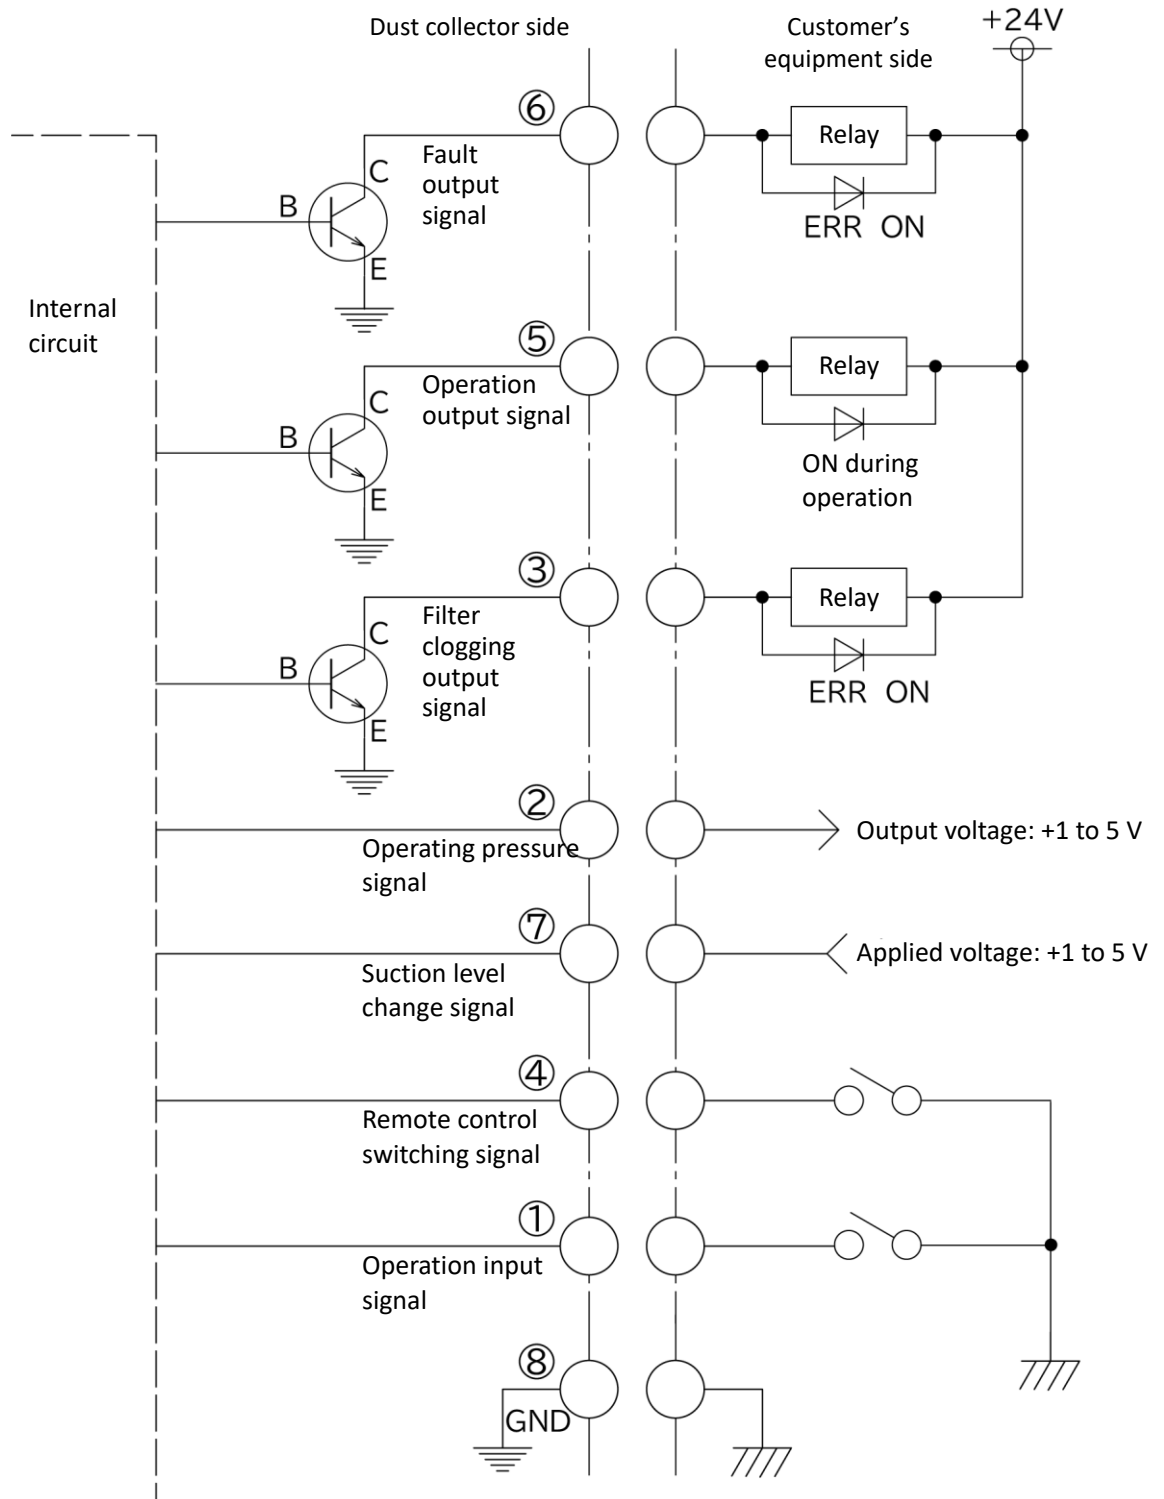 Dust collector side
Customer’s
equipment side
+24V
⑥
Relay
Fault
output
signal
C
B
E
ERR ON
Internal
circuit
⑤
Relay
Operation
output signal
C
B
E
ON during
operation
③
Relay
Filter
clogging
output
signal
C
B
E
ERR ON
②
Output voltage: +1 to 5 V
Operating pressure
signal
⑦
Applied voltage: +1 to 5 V
Suction level
change signal
④
Remote control
switching signal
①
Operation input
signal
⑧
GND